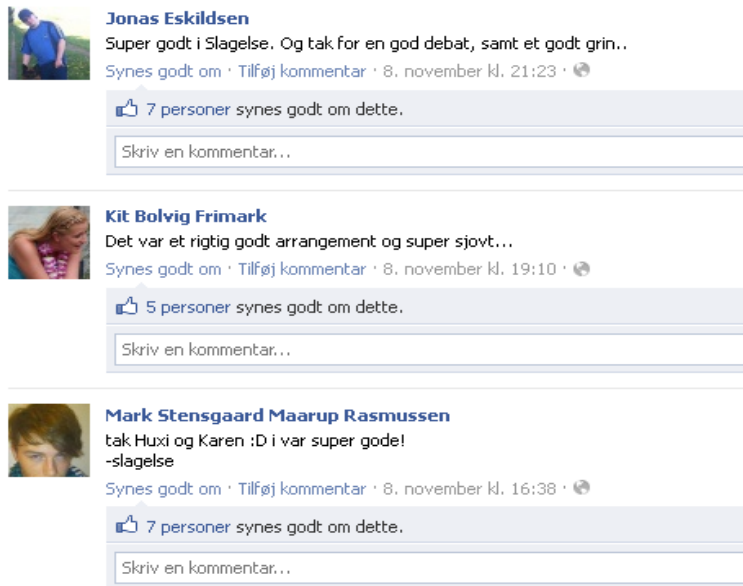 Jonas Eskildsen
Super godt i Slagelse. Og tak for en god debat, samt et godt grin..
Synes godt om · Tilføj kommentar · 8. november kl. 21:23 ·
7 personer synes godt om dette.
Skriv en kommentar...
Kit Bolvig Frimark
Det var et rigtig godt arrangement og super sjovt...
Synes godt om · Tilføj kommentar · 8. november kl. 19:10 ·
5 personer synes godt om dette.
Skriv en kommentar...
Mark Stensgaard Maarup Rasmussen
tak Huxi og Karen :D i var super gode!
-slagelse
Synes godt om · Tilføj kommentar · 8. november kl. 16:38 ·
7 personer synes godt om dette.
Skriv en kommentar...